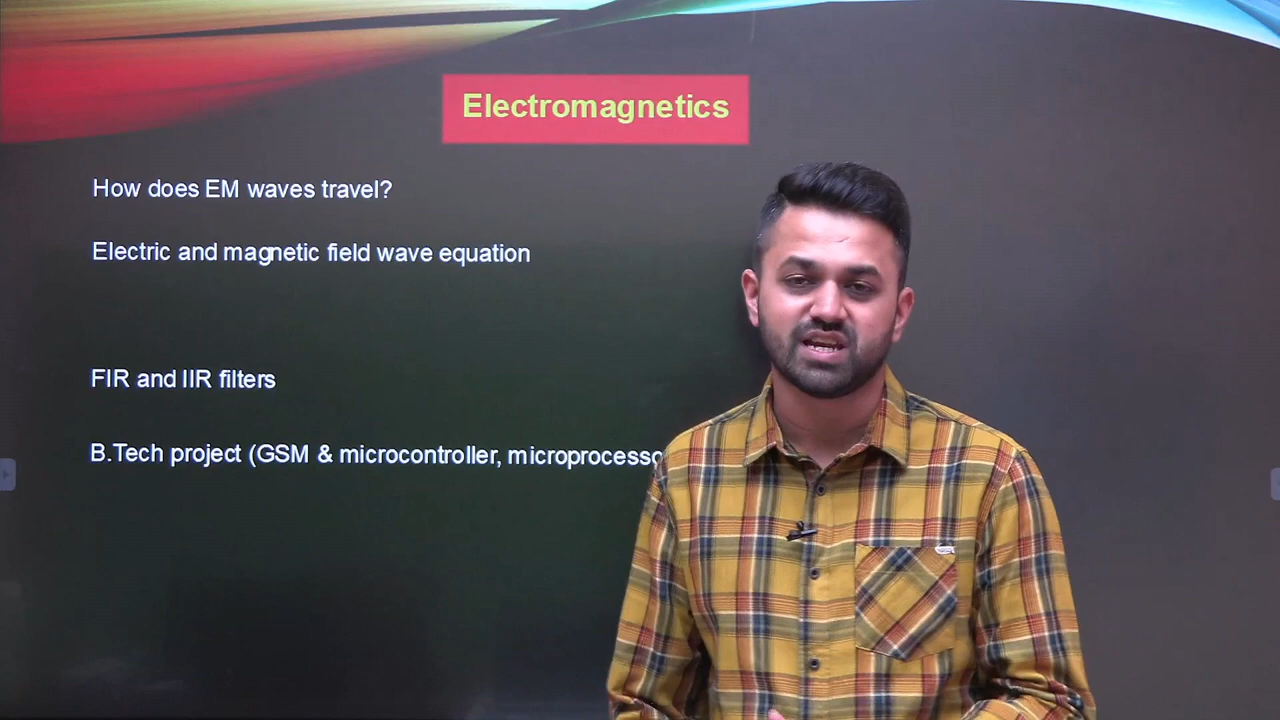 Electromagnetics
How does EM waves travel?
Electric and magnetic field wave equation
FIR and IIR filters
B.Tech project (GSM & microcontroller,